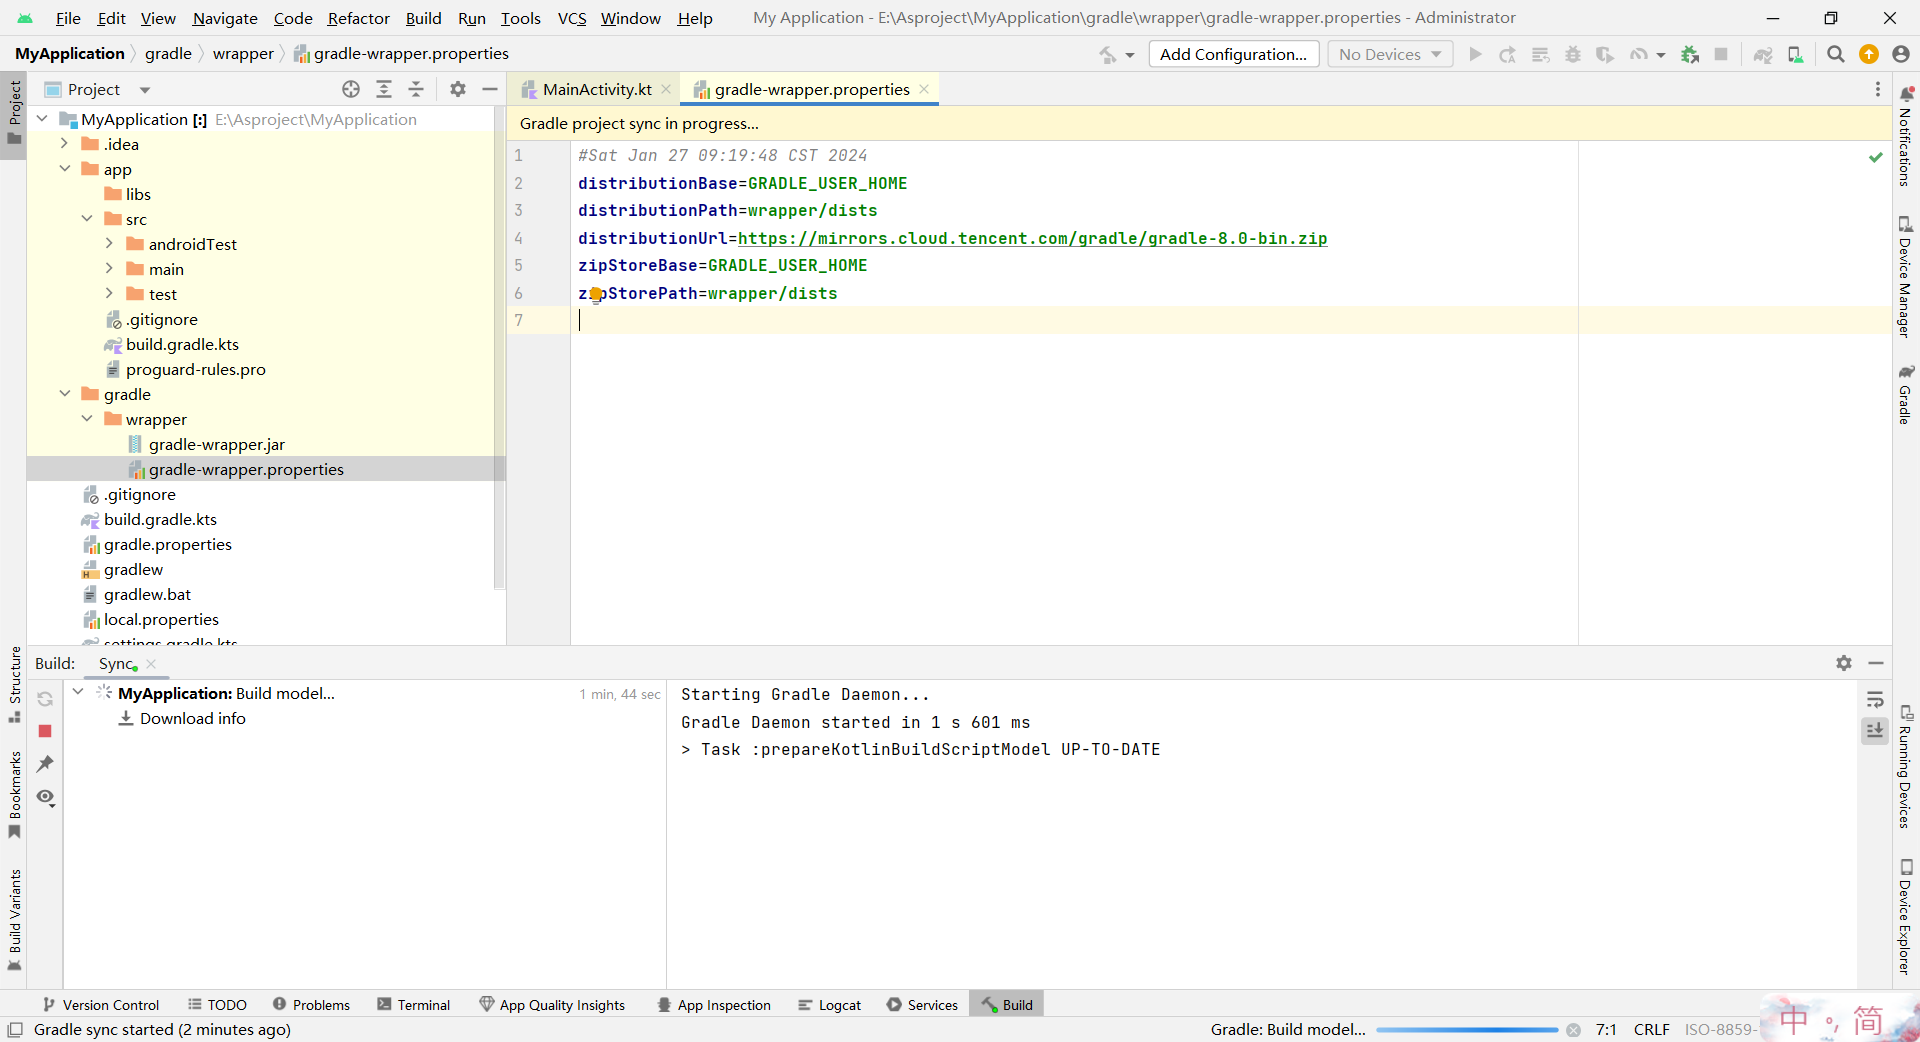 File Edit View Navigate Code Refactor Build Run Tools VCS Window Help My Application - E:\Asproject\MyApplication\gradle\wrapper\gradle-wrapper.properties - Administrator
MyApplication gradle wrapper gradle-wrapper.properties Add Configuration... No Devices
Project
MainActivity.kt gradle-wrapper.properties
MyApplication [:] E:\Asproject\MyApplication
.idea
app
libs
src
androidTest
main
test
.gitignore
build.gradle.kts
proguard-rules.pro
gradle
wrapper
gradle-wrapper.jar
gradle-wrapper.properties
.gitignore
build.gradle.kts
gradle.properties
gradlew
gradlew.bat
local.properties
settings.gradle.kts
Gradle project sync in progress...
1 #Sat Jan 27 09:19:48 CST 2024
2 distributionBase=GRADLE_USER_HOME
3 distributionPath=wrapper/dists
4 distributionUrl=https://mirrors.cloud.tencent.com/gradle/gradle-8.0-bin.zip
5 zipStoreBase=GRADLE_USER_HOME
6 zipStorePath=wrapper/dists
7
Build: Sync
MyApplication: Build model... 1 min, 44 sec
Download info
Starting Gradle Daemon...
Gradle Daemon started in 1 s 601 ms
> Task :prepareKotlinBuildScriptModel UP-TO-DATE
Project
Structure
Bookmarks
Build Variants
Notifications
Device Manager
Gradle
Running Devices
Device Explorer
Version Control TODO Problems Terminal App Quality Insights App Inspection Logcat Services Build
Gradle sync started (2 minutes ago) Gradle: Build model... 7:1 CRLF ISO-8859- 中 °, 简